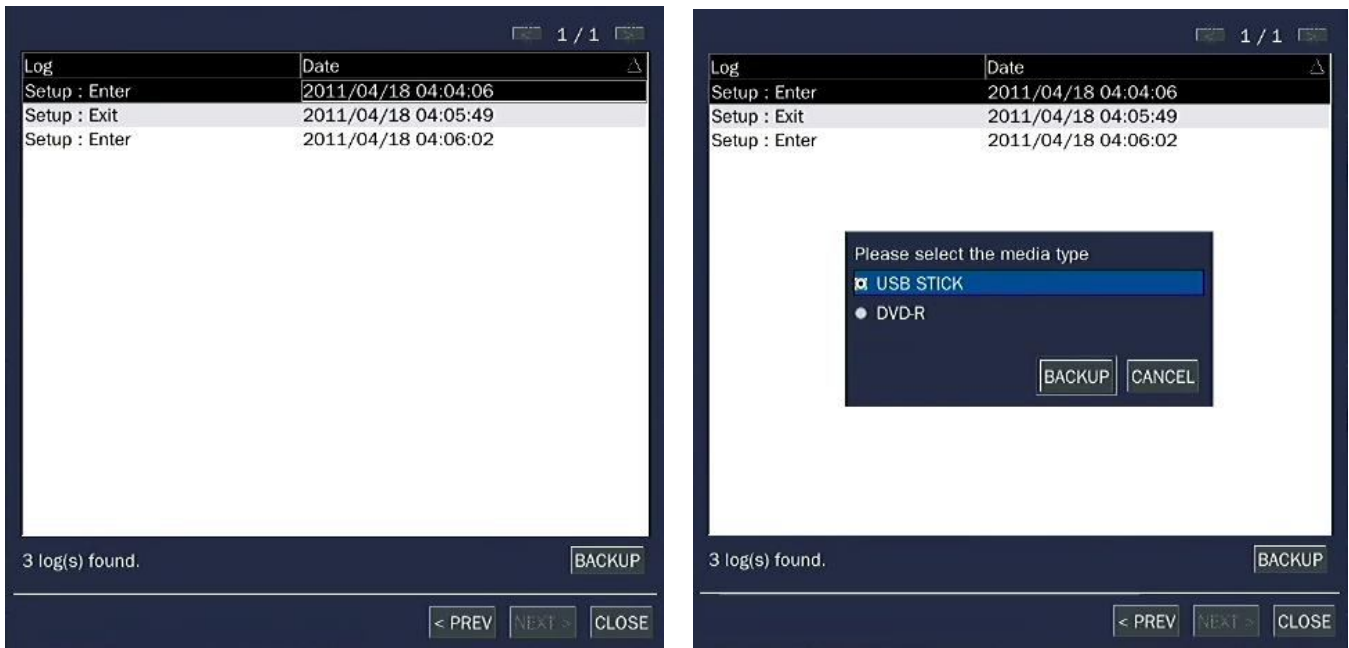 1 / 1
Log Date
Setup : Enter 2011/04/18 04:04:06
Setup : Exit 2011/04/18 04:05:49
Setup : Enter 2011/04/18 04:06:02
3 log(s) found. BACKUP
< PREV NEXT > CLOSE
1 / 1
Log Date
Setup : Enter 2011/04/18 04:04:06
Setup : Exit 2011/04/18 04:05:49
Setup : Enter 2011/04/18 04:06:02
Please select the media type
USB STICK
DVD-R
BACKUP CANCEL
3 log(s) found. BACKUP
< PREV NEXT > CLOSE